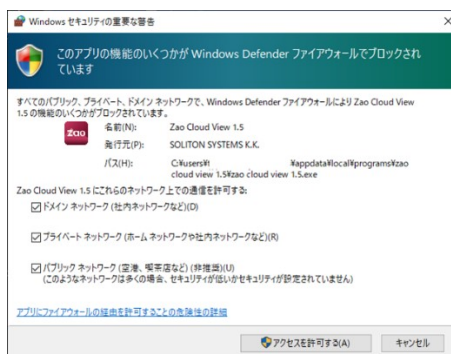 Windows セキュリティの重要な警告
このアプリの機能のいくつかが Windows Defender ファイアウォールでブロックされ
ています
すべてのパブリック、プライベート、ドメイン ネットワークで、Windows Defender ファイアウォールにより Zao Cloud View
1.5 の機能のいくつかがブロックされています。
zao
名前(N): Zao Cloud View 1.5
発行元(P): SOLITON SYSTEMS K.K.
パス(H): C:¥users¥t ¥appdata¥local¥programs¥zao
cloud view 1.5¥zao cloud view 1.5.exe
Zao Cloud View 1.5 にこれらのネットワーク上での通信を許可する:
ドメイン ネットワーク (社内ネットワークなど)(D)
プライベート ネットワーク (ホーム ネットワークや社内ネットワークなど)(R)
パブリック ネットワーク (空港、喫茶店など) (非推奨)(U)
(このようなネットワークは多くの場合、セキュリティが低いかセキュリティが設定されていません)
アプリにファイアウォールの経由を許可することの危険性の詳細
アクセスを許可する(A) キャンセル